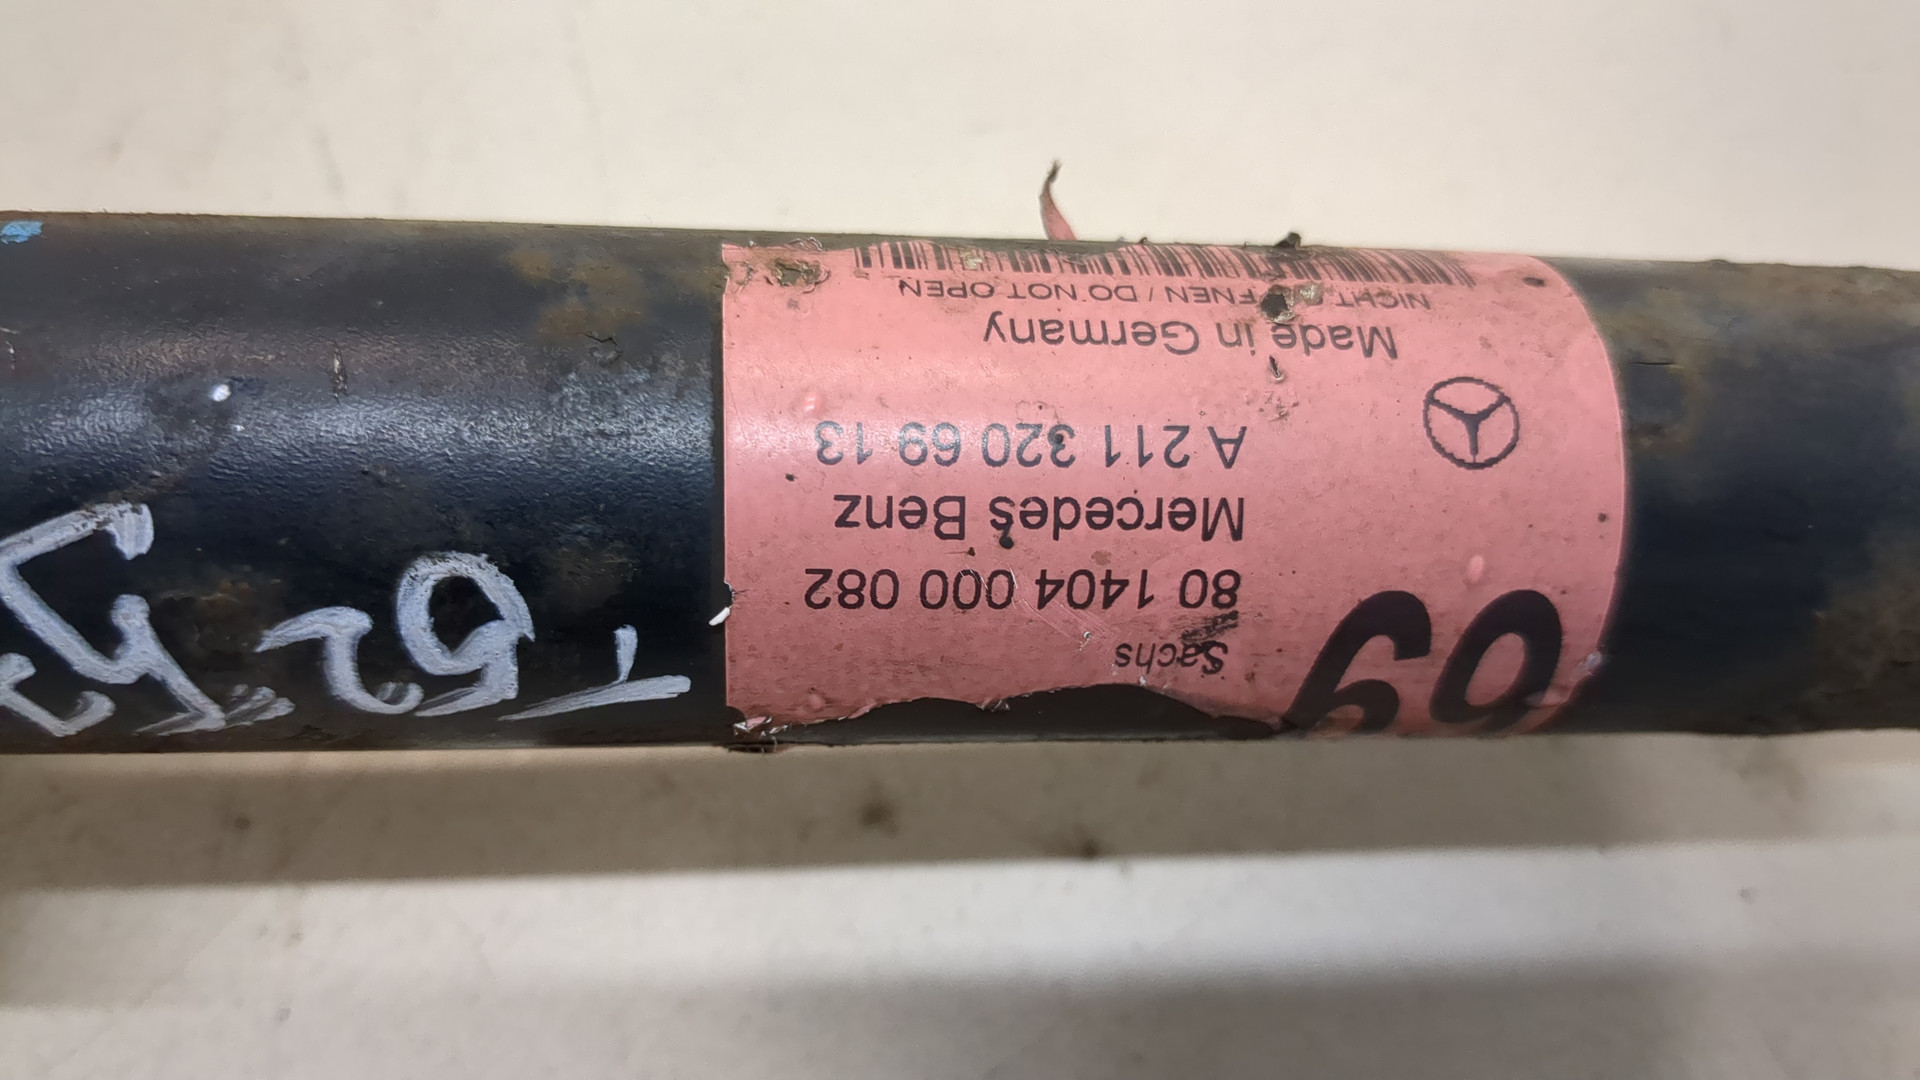 Sachs
69
80 1404 000 082
Mercedes Benz
A 211 320 69 13
Made in Germany
NICHT ÖFFNEN / DO NOT OPEN